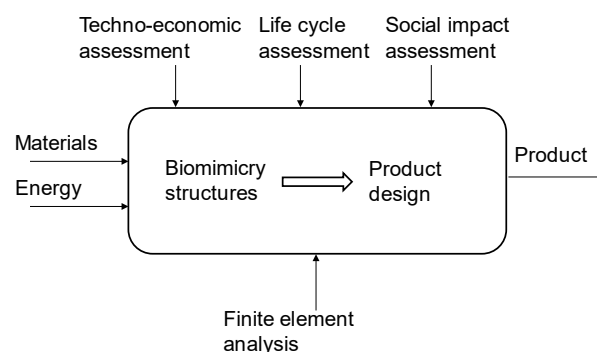 Techno-economic
assessment
Life cycle
assessment
Social impact
assessment
Materials
Energy
Biomimicry
structures
Product
design
Product
Finite element
analysis